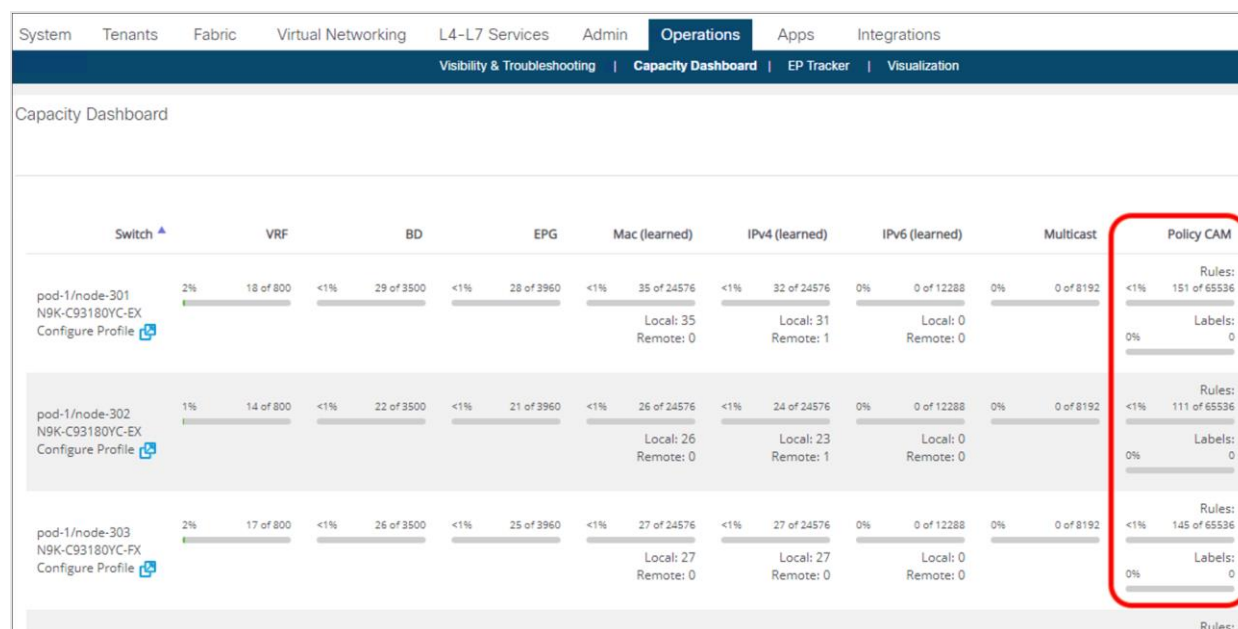 System Tenants Fabric Virtual Networking L4-L7 Services Admin Operations Apps Integrations
Visibility & Troubleshooting | Capacity Dashboard | EP Tracker | Visualization
Capacity Dashboard
Switch VRF BD EPG Mac (learned) IPv4 (learned) IPv6 (learned) Multicast Policy CAM
pod-1/node-301
N9K-C93180YC-EX
Configure Profile
2% 18 of 800
<1% 29 of 3500
<1% 28 of 3960
<1% 35 of 24576
Local: 35
Remote: 0
<1% 32 of 24576
Local: 31
Remote: 1
0% 0 of 12288
Local: 0
Remote: 0
0% 0 of 8192
Rules:
<1% 151 of 65536
Labels:
0% 0
pod-1/node-302
N9K-C93180YC-EX
Configure Profile
1% 14 of 800
<1% 22 of 3500
<1% 21 of 3960
<1% 26 of 24576
Local: 26
Remote: 0
<1% 24 of 24576
Local: 23
Remote: 1
0% 0 of 12288
Local: 0
Remote: 0
0% 0 of 8192
Rules:
<1% 111 of 65536
Labels:
0% 0
pod-1/node-303
N9K-C93180YC-FX
Configure Profile
2% 17 of 800
<1% 26 of 3500
<1% 25 of 3960
<1% 27 of 24576
Local: 27
Remote: 0
<1% 27 of 24576
Local: 27
Remote: 0
0% 0 of 12288
Local: 0
Remote: 0
0% 0 of 8192
Rules:
<1% 145 of 65536
Labels:
0% 0
Rules: